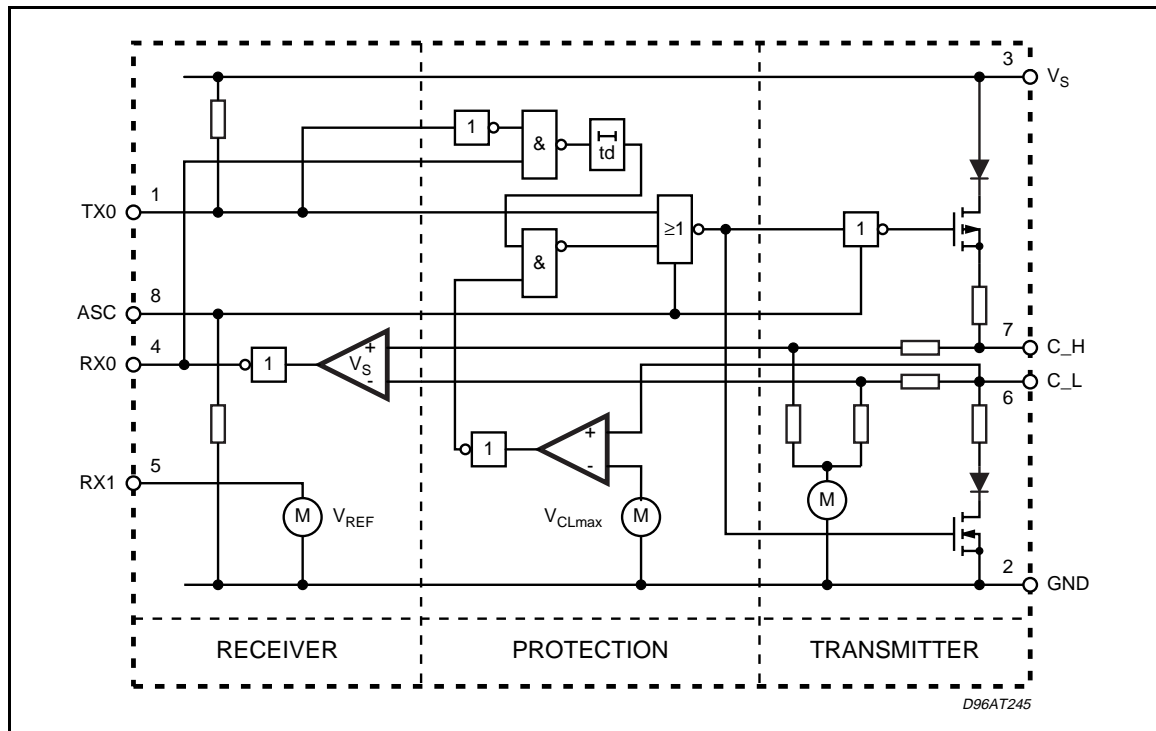 3
V_S
1
&
td
1
TX0
≥1
1
&
8
ASC
4
RX0
1
+
V_S
-
7
C_H
C_L
6
1
+
-
5
RX1
M
V_REF
V_CLmax
M
M
2
GND
RECEIVER
PROTECTION
TRANSMITTER
D96AT245